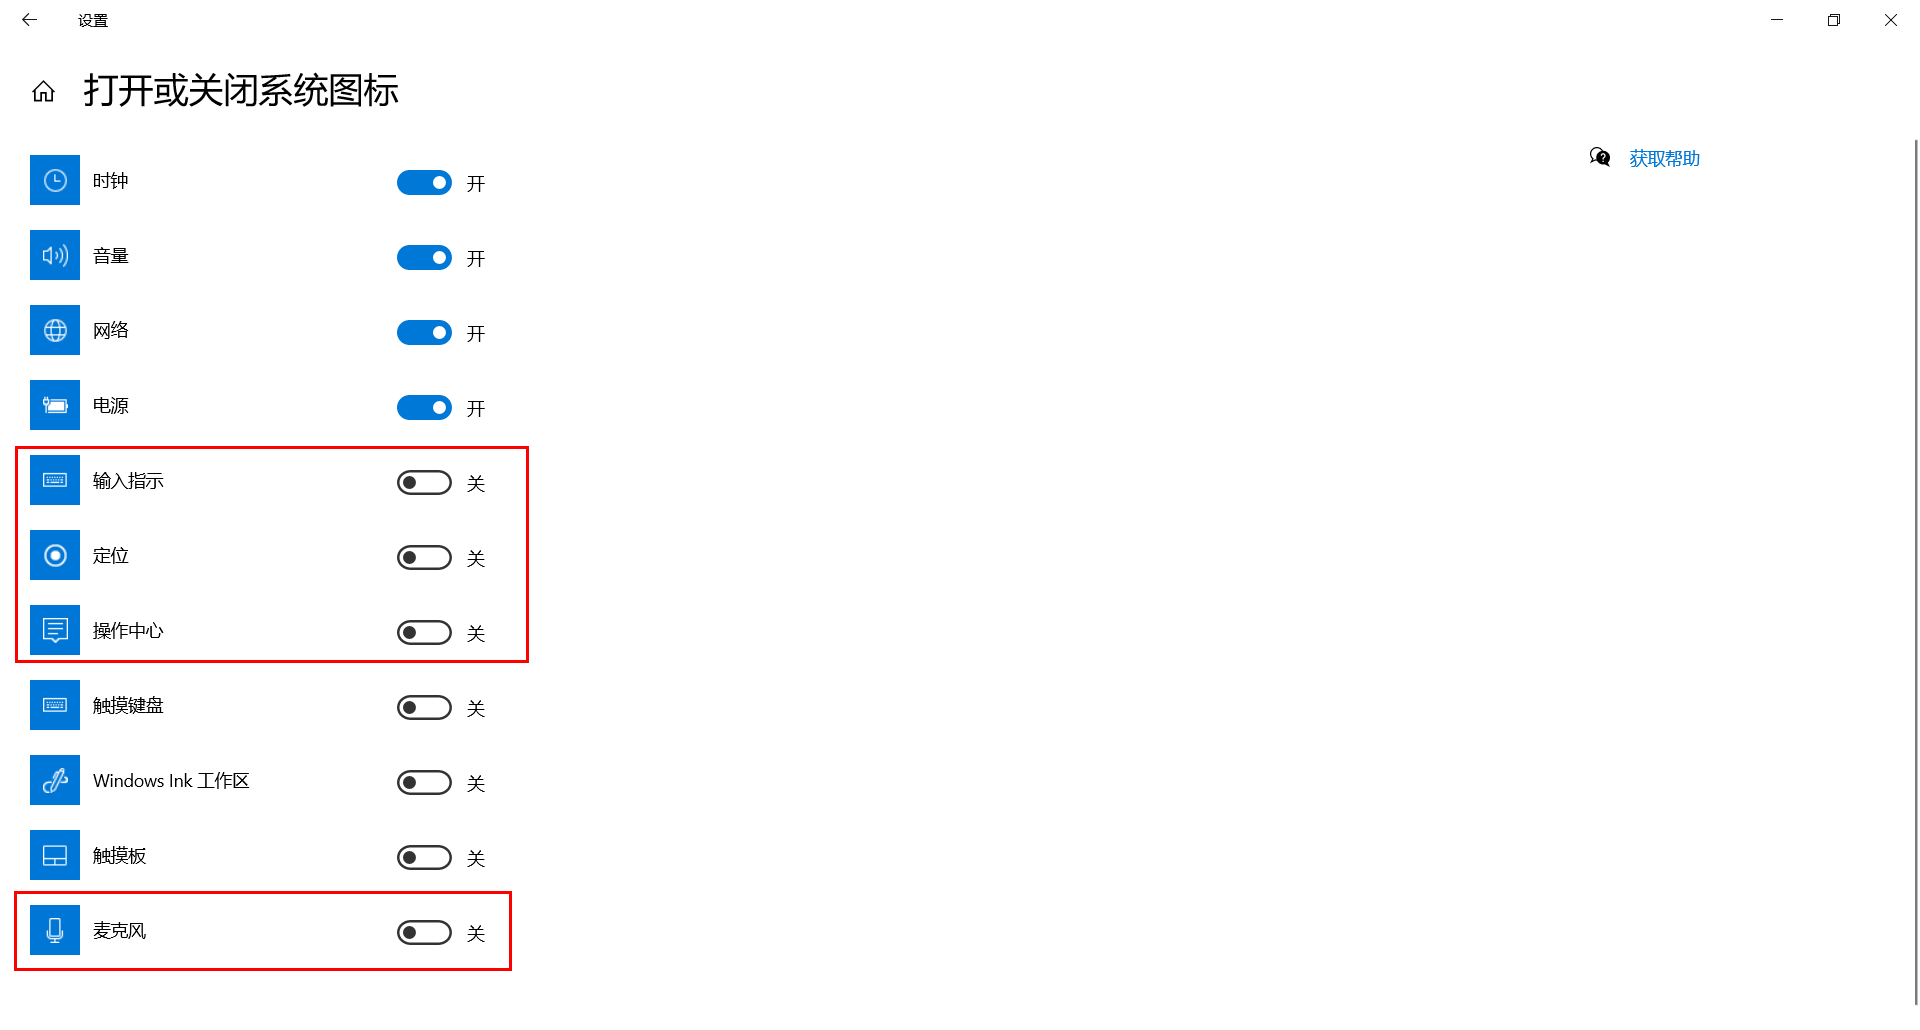 设置
打开或关闭系统图标
获取帮助
时钟 开
音量 开
网络 开
电源 开
输入指示 关
定位 关
操作中心 关
触摸键盘 关
Windows Ink 工作区 关
触摸板 关
麦克风 关